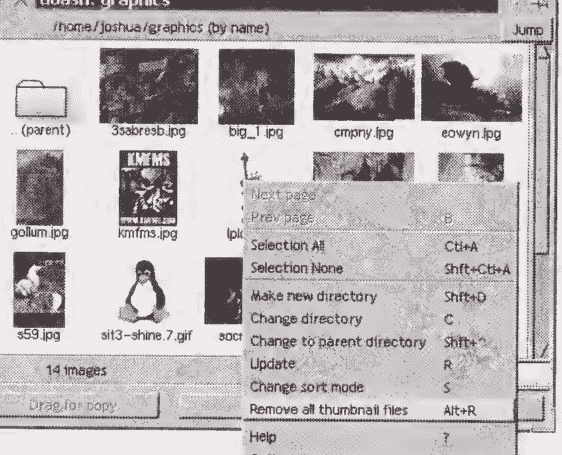 graphics
/home/joshua/graphics (by name)
Jump
.. (parent)
3sabresb.jpg
big_1.jpg
cmpny.jpg
eowyn.jpg
KMFMS
gollum.jpg
kmfms.jpg
Next page
Prev page B
Selection All Ctl+A
Selection None Shft+Ctl+A
Make new directory Shft+D
Change directory C
Change to parent directory Shft+^
Update R
Change sort mode S
Remove all thumbnail files Alt+R
Help ?
s59.jpg
sit3-shine.7.gif
14 images
Drag for copy